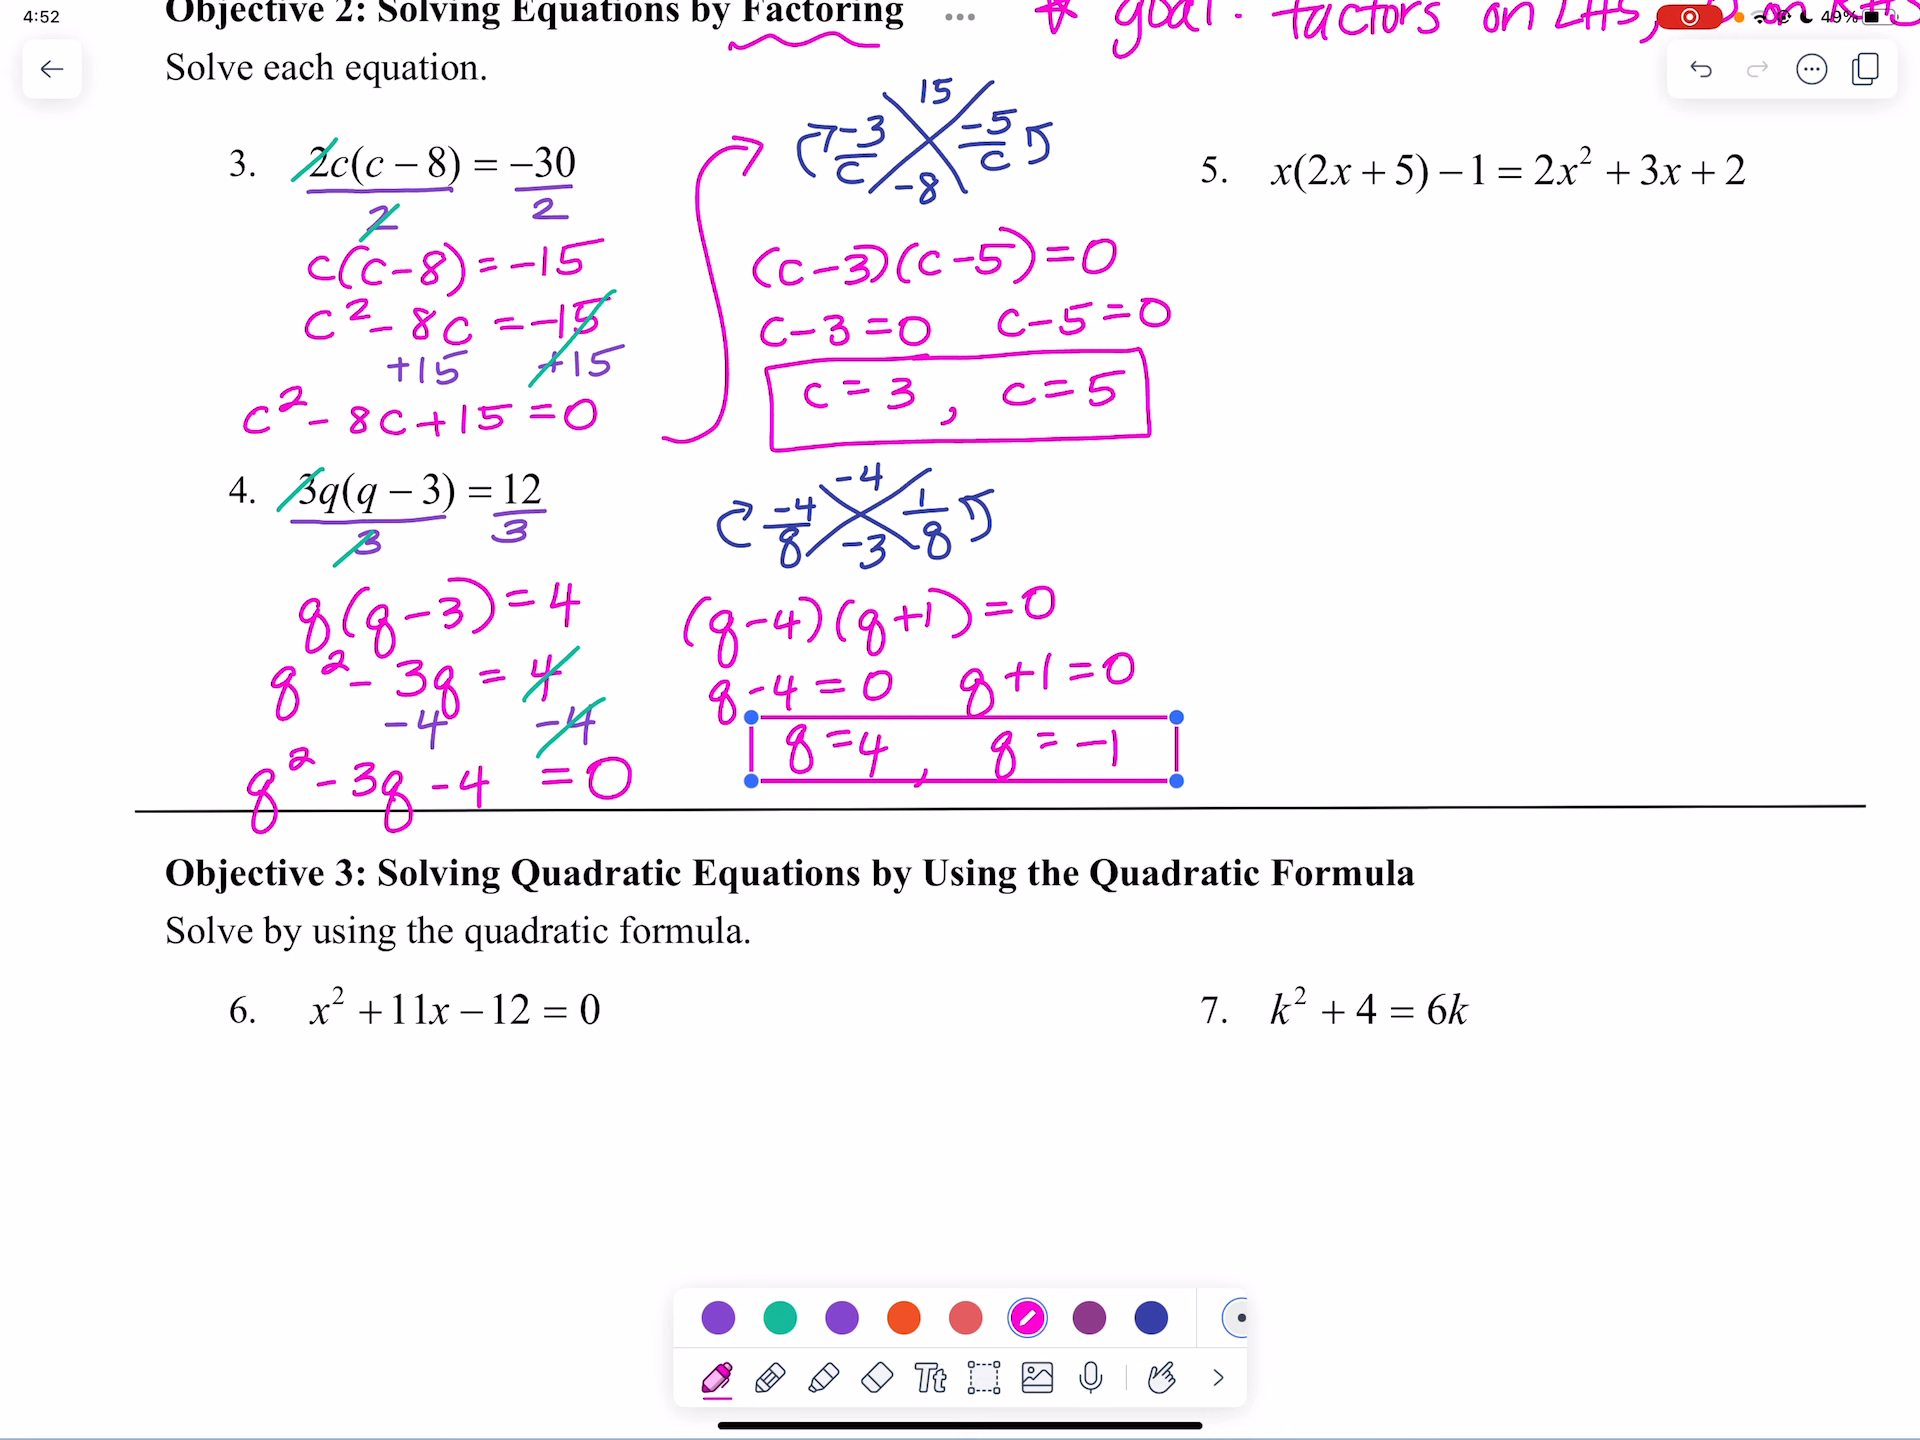 4:52
Objective 2: Solving Equations by Factoring
goal: factors on LHS, 0 on RHS
49%
Solve each equation.
3. 2c(c − 8) = −30
2 2
c(c−8) = −15
c² − 8c = −15
+15 +15
c² − 8c + 15 = 0
15
−3 −5
c c
−8
(c−3)(c−5) = 0
c−3=0 c−5=0
c = 3, c = 5
4. 3q(q − 3) = 12
3 3
q(q−3) = 4
q² − 3q = 4
−4 −4
q² − 3q − 4 = 0
−4
−4 1
q q
−3
(q−4)(q+1) = 0
q−4 = 0 q+1 = 0
q = 4, q = −1
5. x(2x + 5) − 1 = 2x² + 3x + 2
Objective 3: Solving Quadratic Equations by Using the Quadratic Formula
Solve by using the quadratic formula.
6. x² + 11x − 12 = 0
7. k² + 4 = 6k
Tt